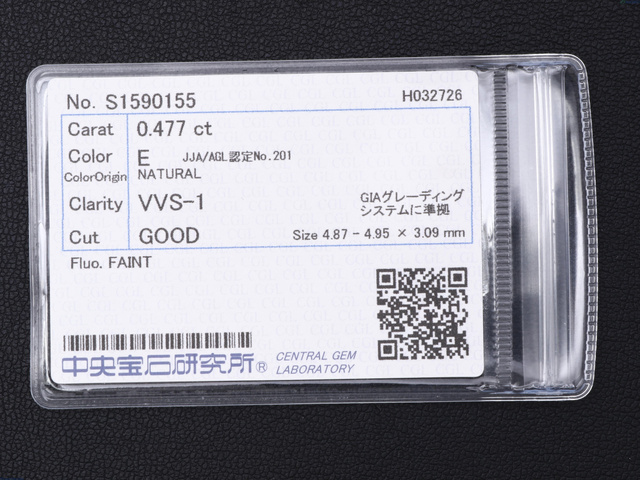 No. S1590155 H032726
Carat 0.477 ct
Color E JJA/AGL認定No.201
ColorOrigin NATURAL
Clarity VVS-1 GIAグレーディング
システムに準拠
Cut GOOD Size 4.87 - 4.95 × 3.09 mm
Fluo. FAINT
中央宝石研究所® CENTRAL GEM
LABORATORY